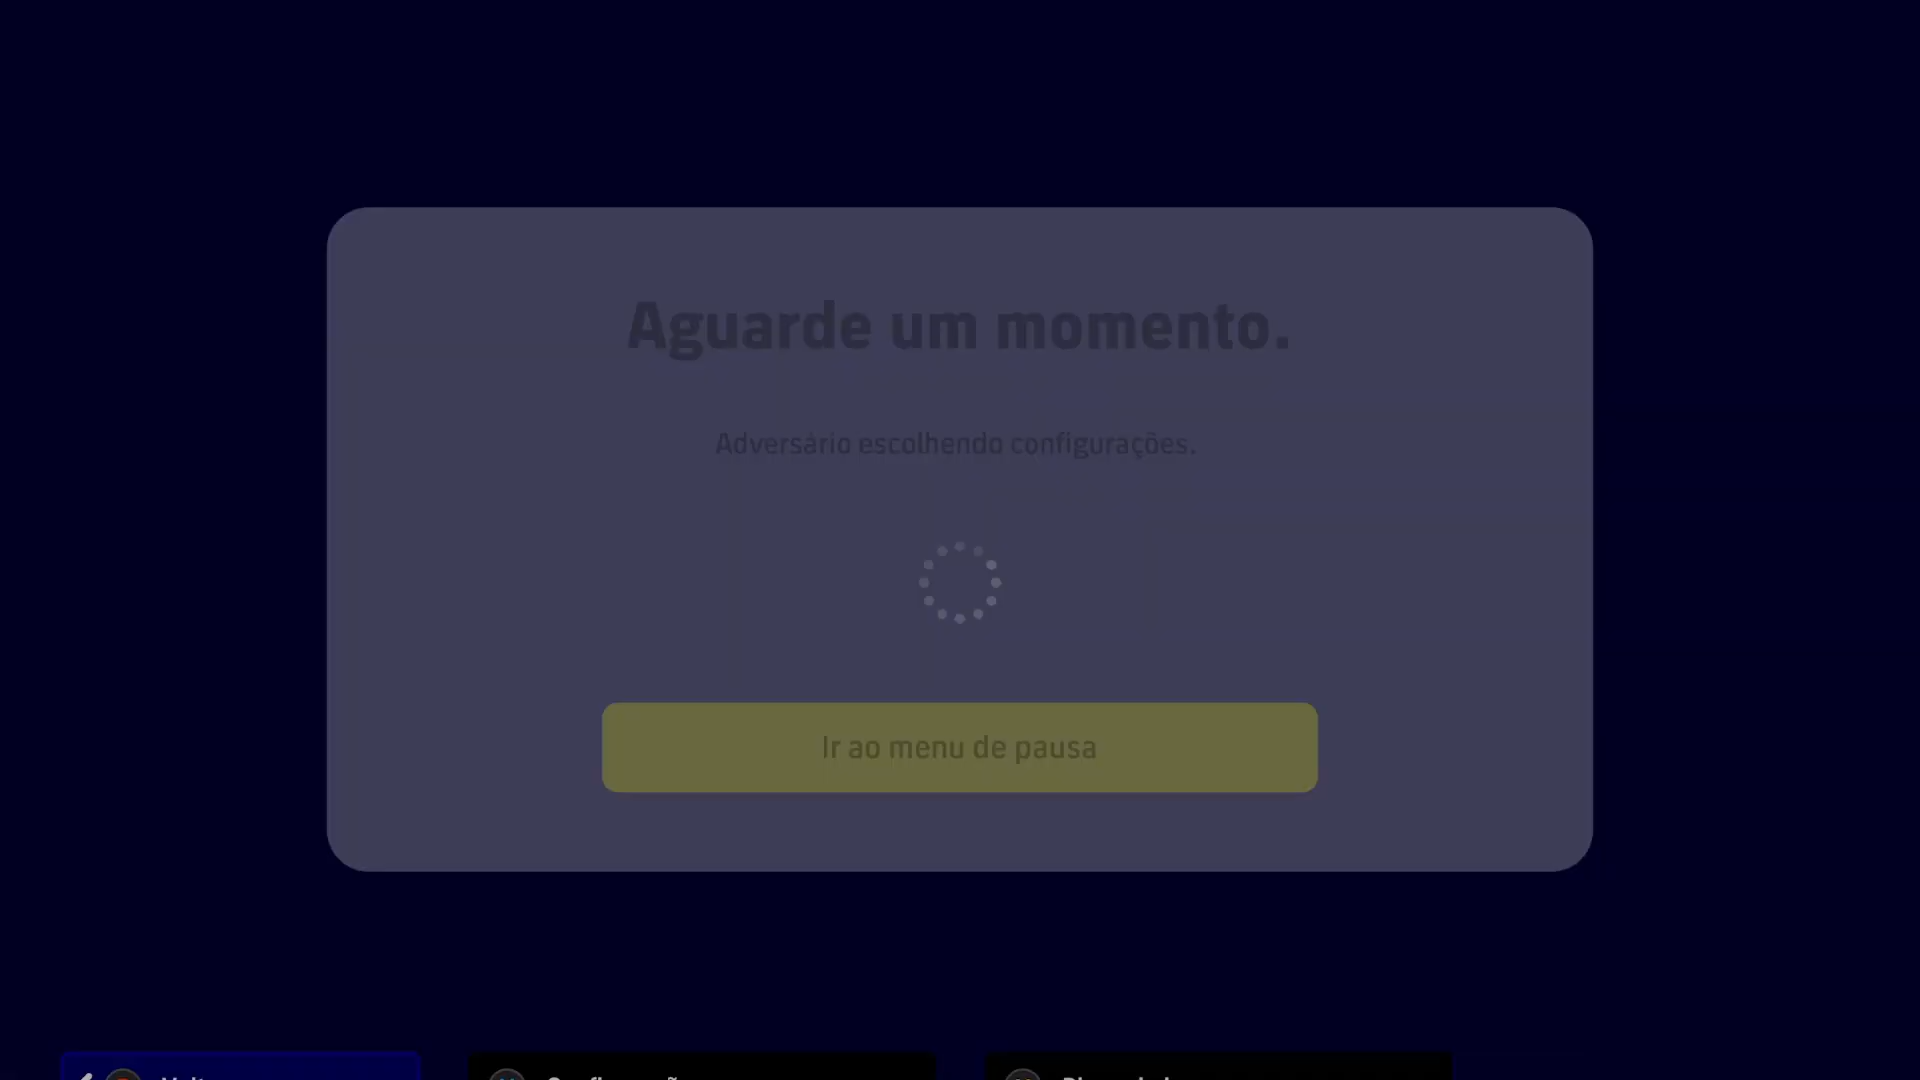 Aguarde um momento.
Adversário escolhendo configurações.
Ir ao menu de pausa